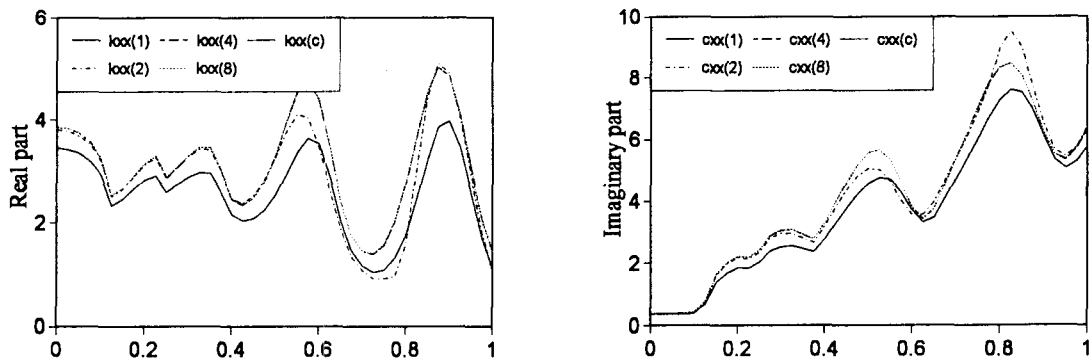 Real part
6
4
2
0
0 0.2 0.4 0.6 0.8 1
kxx(1) kxx(4) kxx(c)
kxx(2) kxx(8)
Imaginary part
10
8
6
4
2
0
0 0.2 0.4 0.6 0.8 1
cxx(1) cxx(4) cxx(c)
cxx(2) cxx(8)